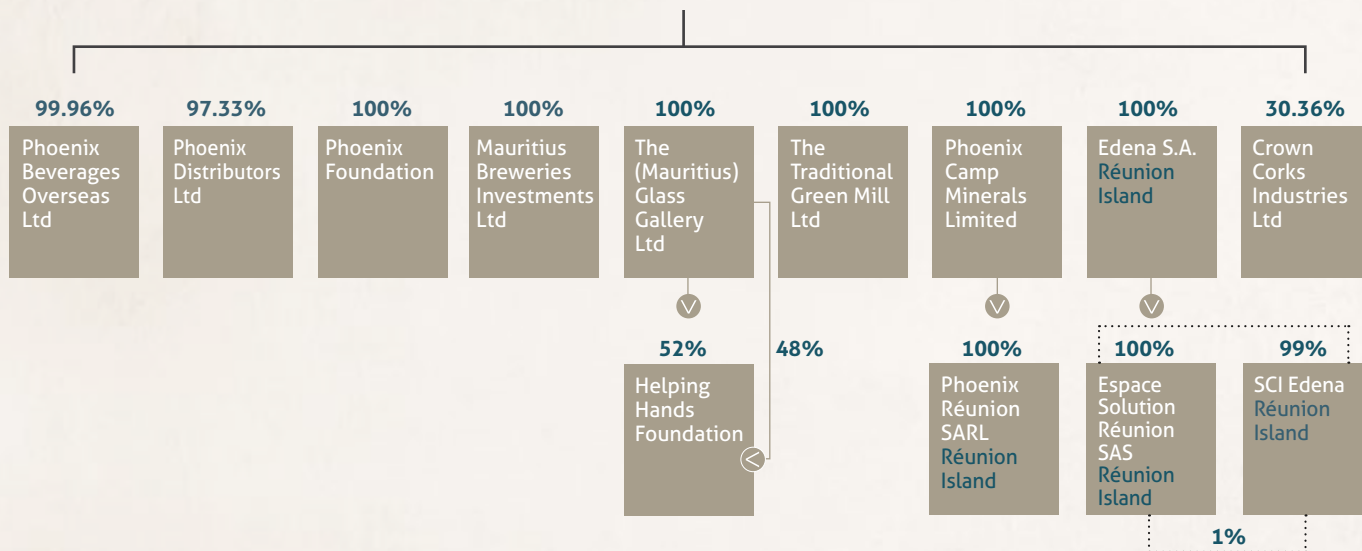 99.96%
Phoenix
Beverages
Overseas
Ltd
97.33%
Phoenix
Distributors
Ltd
100%
Phoenix
Foundation
100%
Mauritius
Breweries
Investments
Ltd
100%
The
(Mauritius)
Glass
Gallery
Ltd
100%
The
Traditional
Green Mill
Ltd
100%
Phoenix
Camp
Minerals
Limited
100%
Edena S.A.
Réunion
Island
30.36%
Crown
Corks
Industries
Ltd
52%
48%
Helping
Hands
Foundation
100%
Phoenix
Réunion
SARL
Réunion
Island
100%
Espace
Solution
Réunion
SAS
Réunion
Island
99%
SCI Edena
Réunion
Island
1%